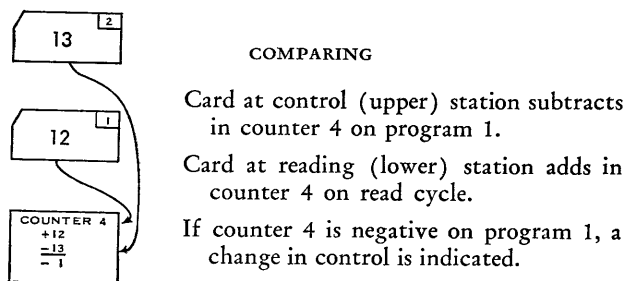 2
13
COMPARING
Card at control (upper) station subtracts
in counter 4 on program 1.
1
12
Card at reading (lower) station adds in
counter 4 on read cycle.
COUNTER 4
+12
-13
- 1
If counter 4 is negative on program 1, a
change in control is indicated.